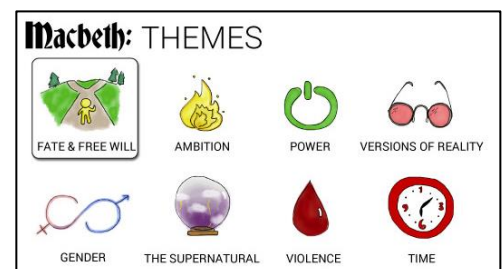 Macbeth: THEMES
FATE & FREE WILL AMBITION POWER VERSIONS OF REALITY
GENDER THE SUPERNATURAL VIOLENCE TIME